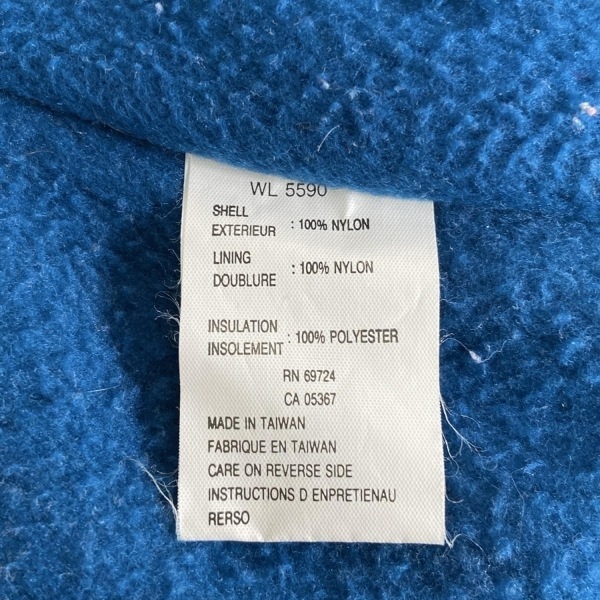 WL 5590
SHELL
EXTERIEUR : 100% NYLON
LINING
DOUBLURE : 100% NYLON
INSULATION
INSOLEMENT : 100% POLYESTER
RN 69724
CA 05367
MADE IN TAIWAN
FABRIQUE EN TAIWAN
CARE ON REVERSE SIDE
INSTRUCTIONS D ENPRETIENAU
RERSO